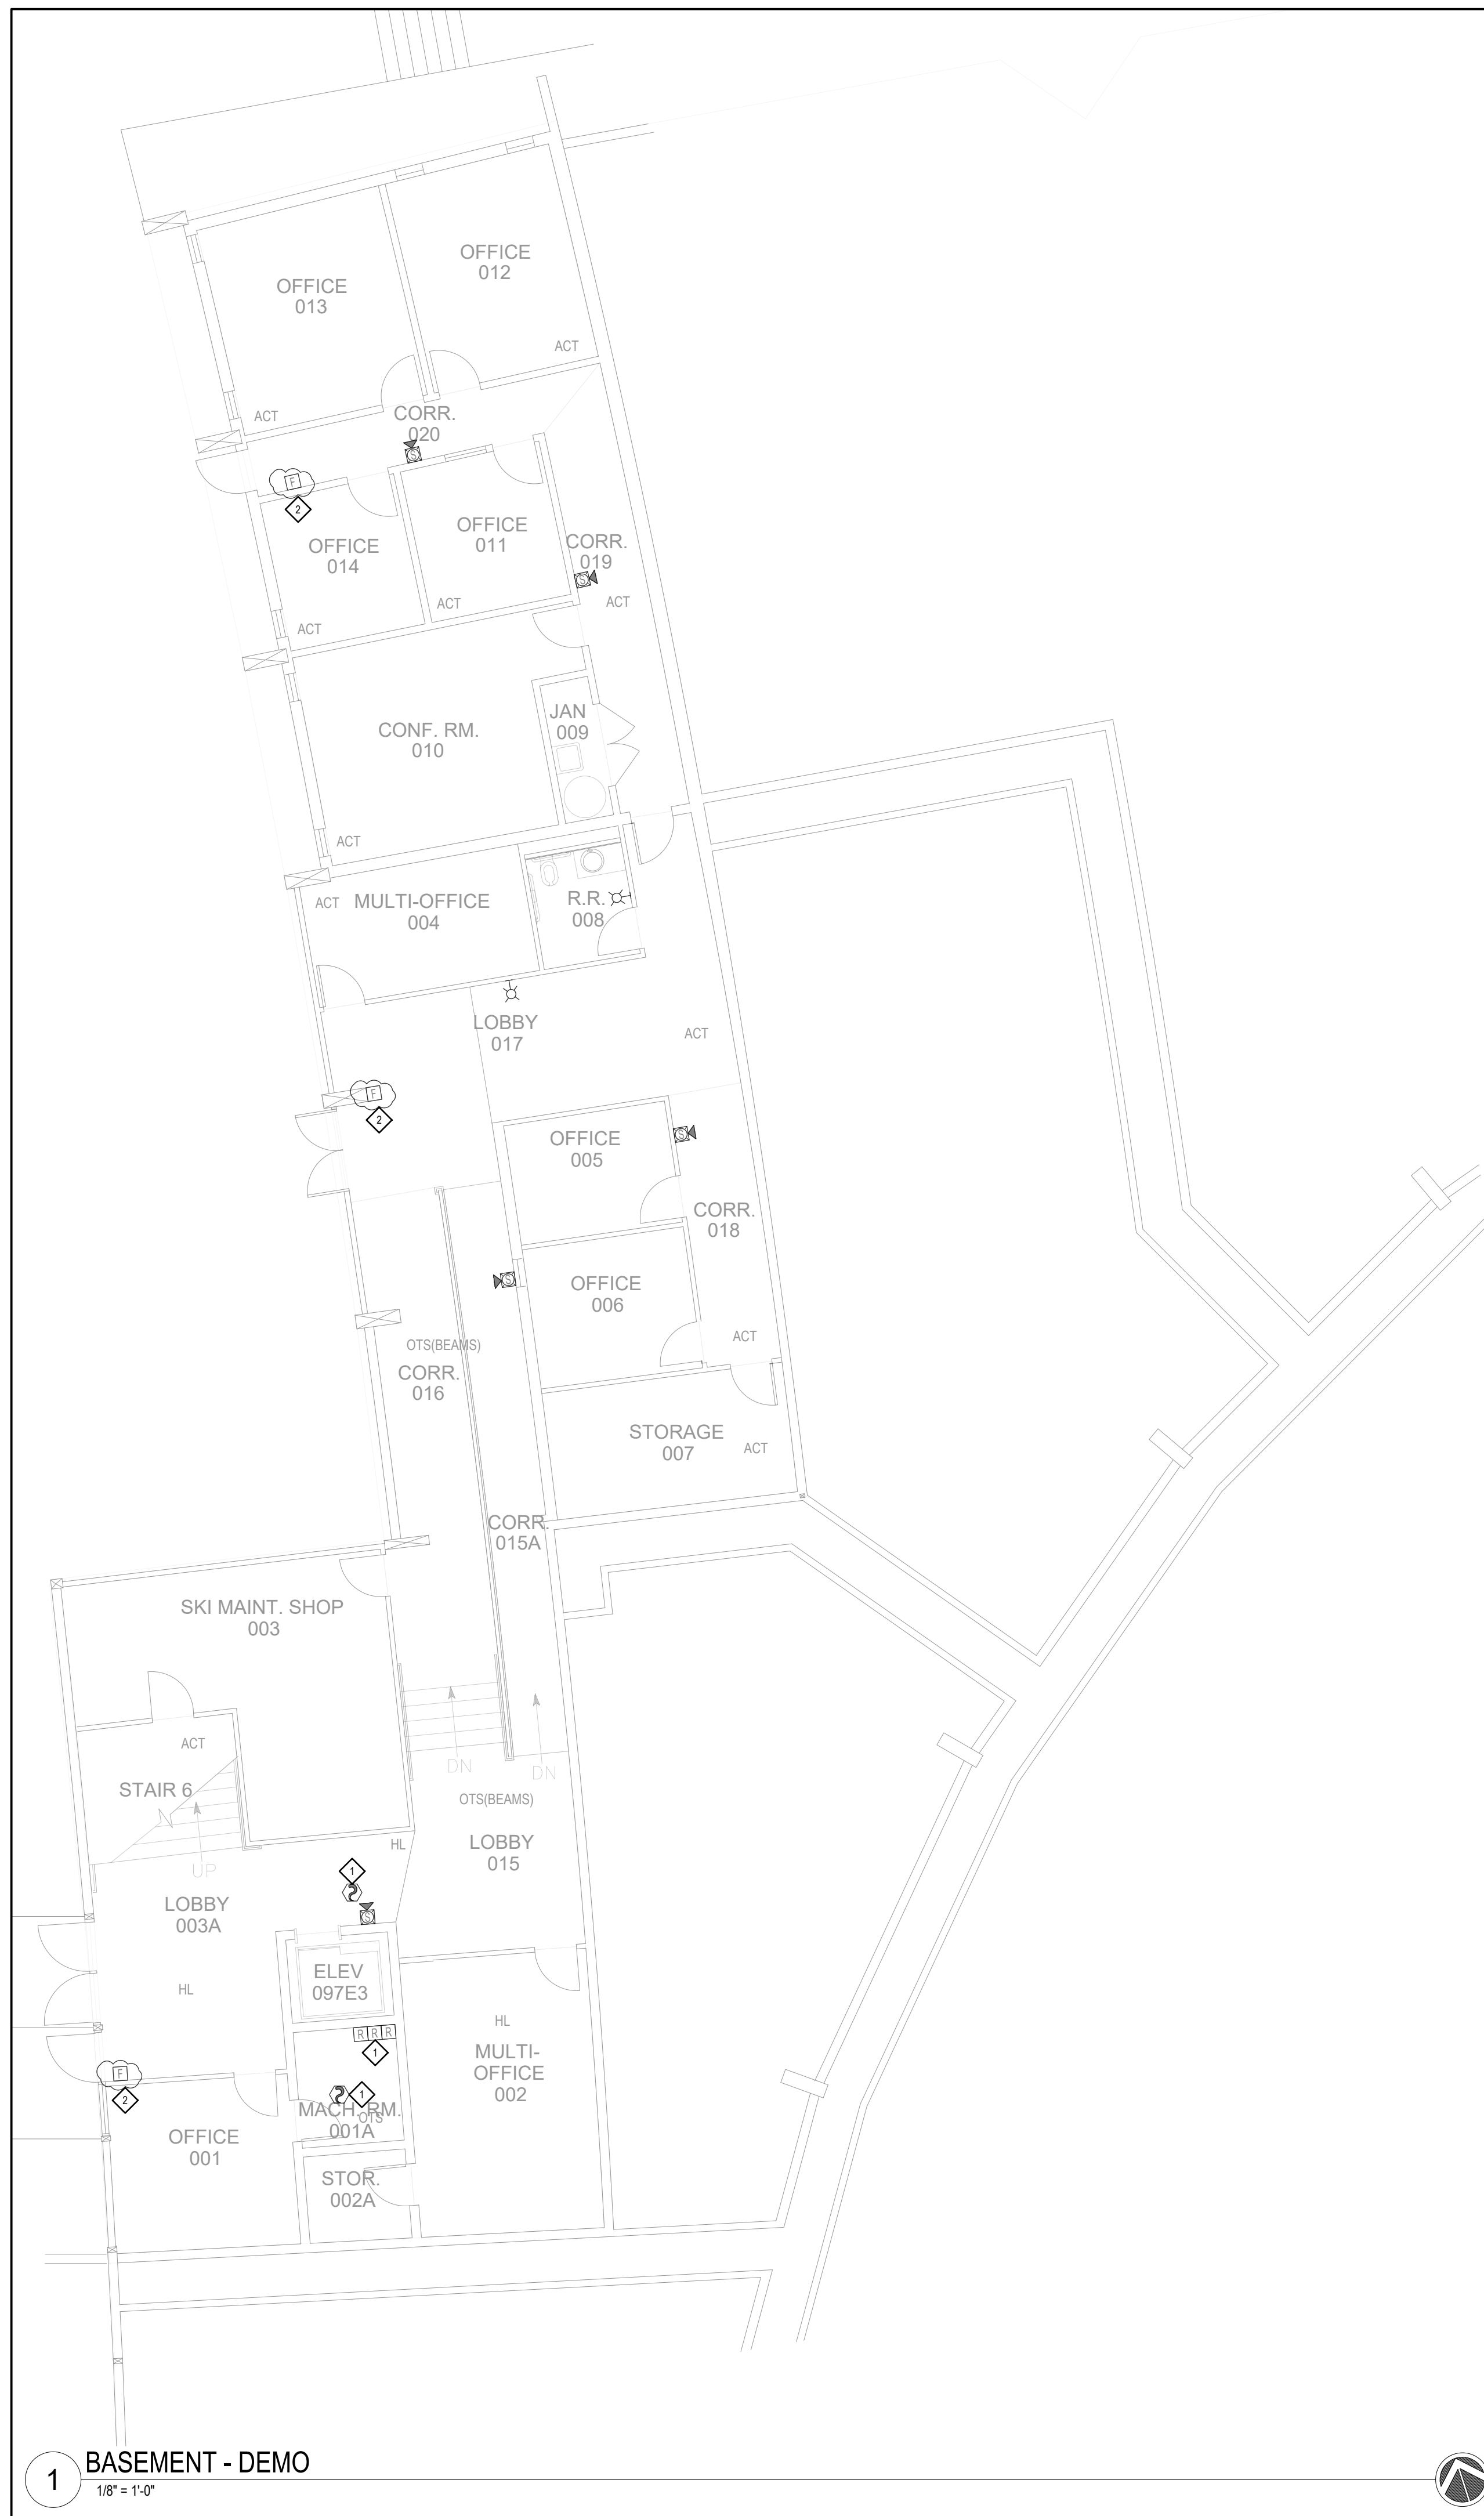 OFFICE
012
OFFICE
013
ACT
ACT
CORR.
020
S
F
2
OFFICE
011
OFFICE
014
CORR.
019
S
ACT
ACT
ACT
JAN
009
CONF. RM.
010
ACT
ACT
MULTI-OFFICE
004
R.R.
008
LOBBY
017
ACT
F
2
OFFICE
005
S
CORR.
018
S
OFFICE
006
ACT
OTS(BEAMS)
CORR.
016
STORAGE
007
ACT
CORR.
015A
SKI MAINT. SHOP
003
ACT
STAIR 6
UP
DN
DN
OTS(BEAMS)
LOBBY
015
HL
1
S
LOBBY
003A
HL
ELEV
097E3
R R R
1
HL
MULTI-
OFFICE
002
F
2
1
MACH. RM.
001A
OTS
OFFICE
001
STOR.
002A
1
BASEMENT - DEMO
1/8" = 1'-0"